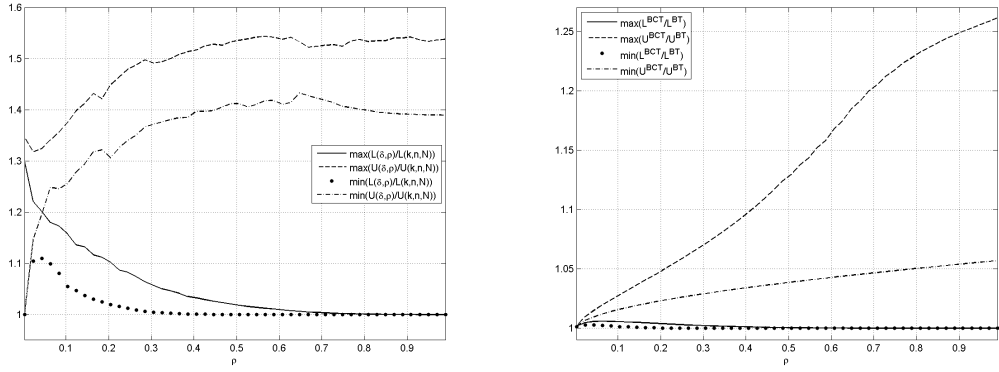 1.6
1.5
1.4
1.3
1.2
1.1
1
0.1 0.2 0.3 0.4 0.5 0.6 0.7 0.8 0.9
ρ
max(L(δ,ρ)/L(k,n,N))
max(U(δ,ρ)/U(k,n,N))
min(L(δ,ρ)/L(k,n,N))
min(U(δ,ρ)/U(k,n,N))
max(L^BCT/L^BT)
max(U^BCT/U^BT)
min(L^BCT/L^BT)
min(U^BCT/U^BT)
1.25
1.2
1.15
1.1
1.05
1
0.1 0.2 0.3 0.4 0.5 0.6 0.7 0.8 0.9
ρ